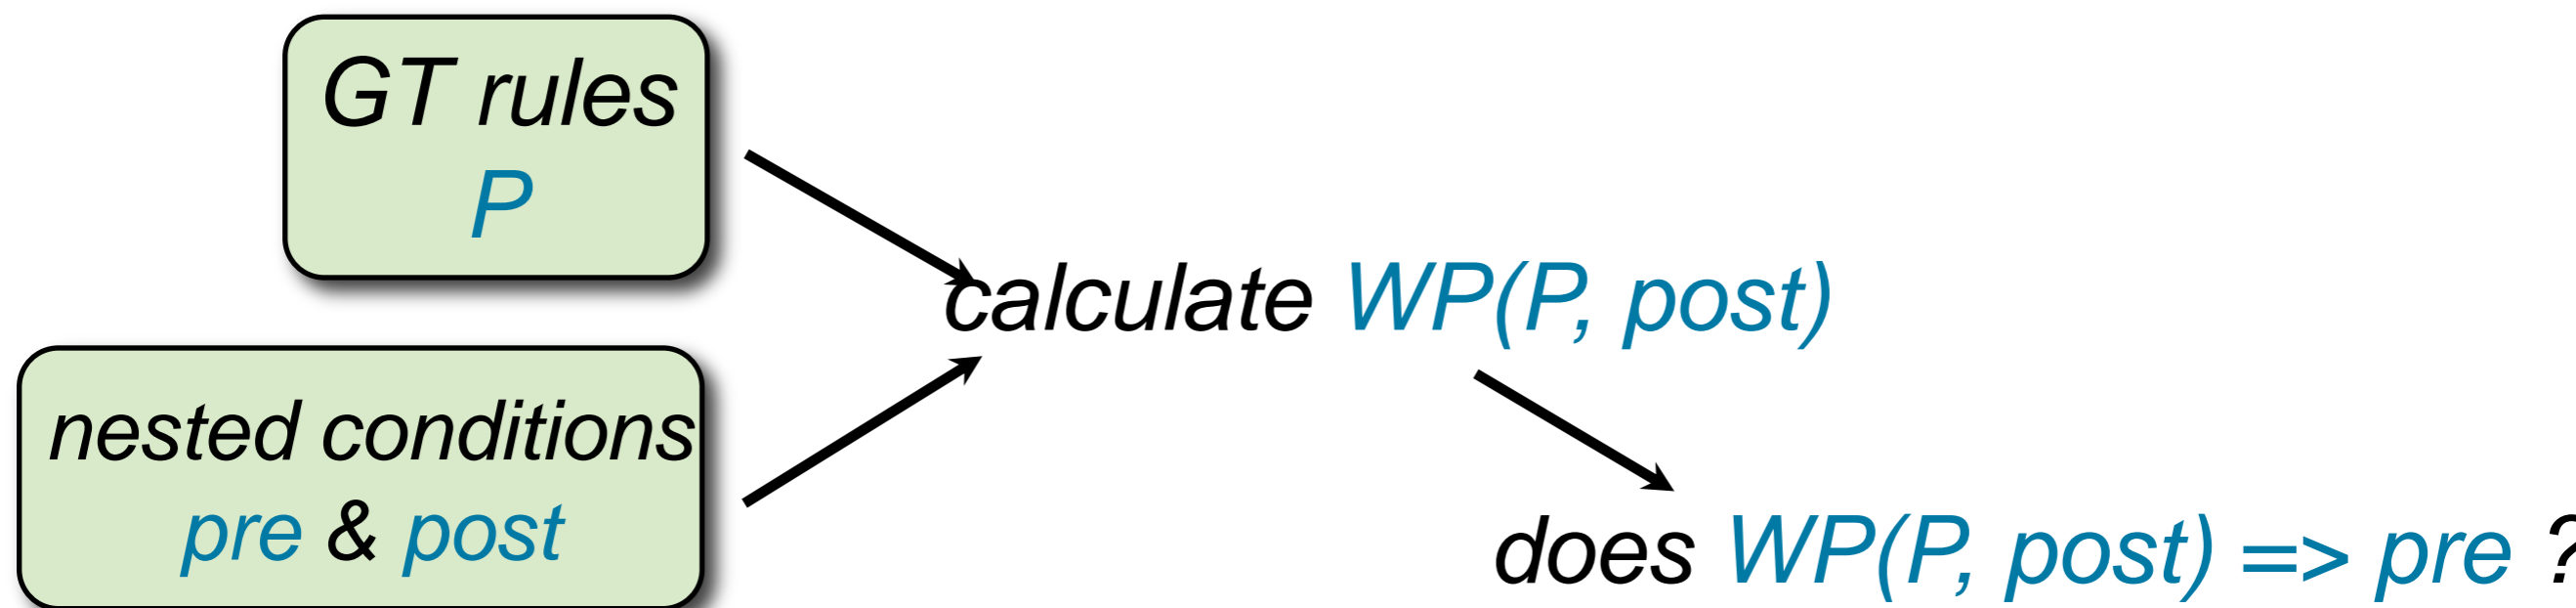 GT rules
P
nested conditions
pre & post
calculate WP(P, post)
does WP(P, post) => pre ?